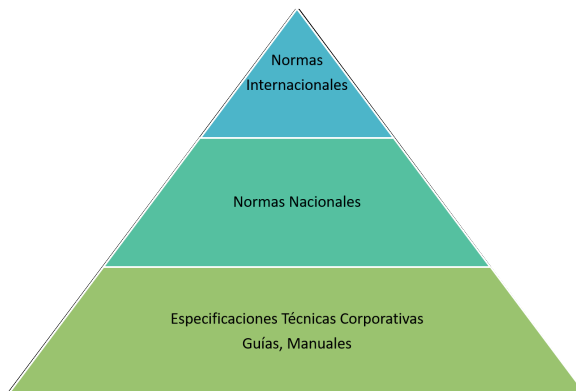 Normas
Internacionales
Normas Nacionales
Especificaciones Técnicas Corporativas
Guías, Manuales